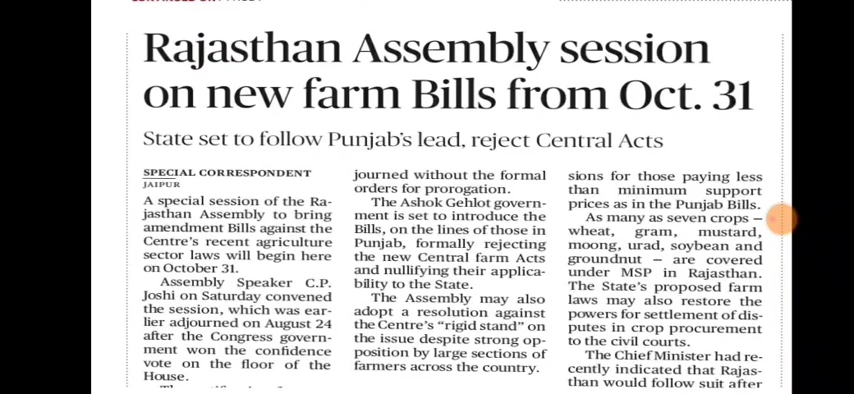 Rajasthan Assembly session
on new farm Bills from Oct. 31
State set to follow Punjab's lead, reject Central Acts
SPECIAL CORRESPONDENT
JAIPUR
A special session of the Ra-
jasthan Assembly to bring
amendment Bills against the
Centre's recent agriculture
sector laws will begin here
on October 31.
Assembly Speaker C.P.
Joshi on Saturday convened
the session, which was ear-
lier adjourned on August 24
after the Congress govern-
ment won the confidence
vote on the floor of the
House.
journed without the formal
orders for prorogation.
The Ashok Gehlot govern-
ment is set to introduce the
Bills, on the lines of those in
Punjab, formally rejecting
the new Central farm Acts
and nullifying their applica-
bility to the State.
The Assembly may also
adopt a resolution against
the Centre's "rigid stand" on
the issue despite strong op-
position by large sections of
farmers across the country.
sions for those paying less
than minimum support
prices as in the Punjab Bills.
As many as seven crops –
wheat, gram, mustard,
moong, urad, soybean and
groundnut – are covered
under MSP in Rajasthan.
The State's proposed farm
laws may also restore the
powers for settlement of dis-
putes in crop procurement
to the civil courts.
The Chief Minister had re-
cently indicated that Rajas-
than would follow suit after